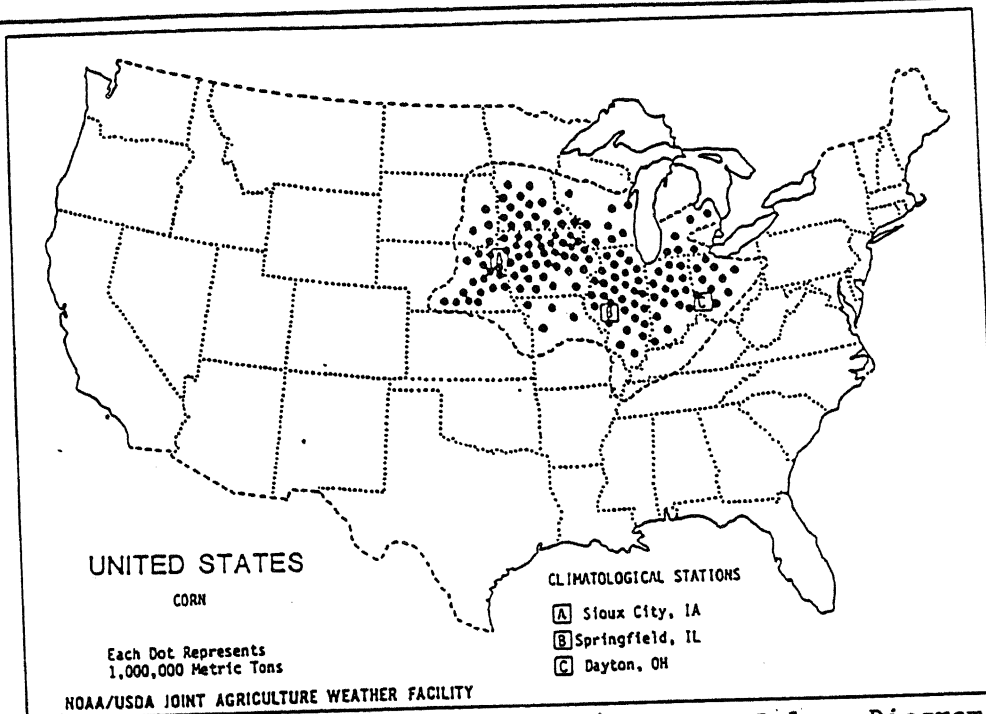 A
B
C
UNITED STATES
CORN
Each Dot Represents
1,000,000 Metric Tons
NOAA/USDA JOINT AGRICULTURE WEATHER FACILITY
CLIMATOLOGICAL STATIONS
A Sioux City, IA
B Springfield, IL
C Dayton, OH